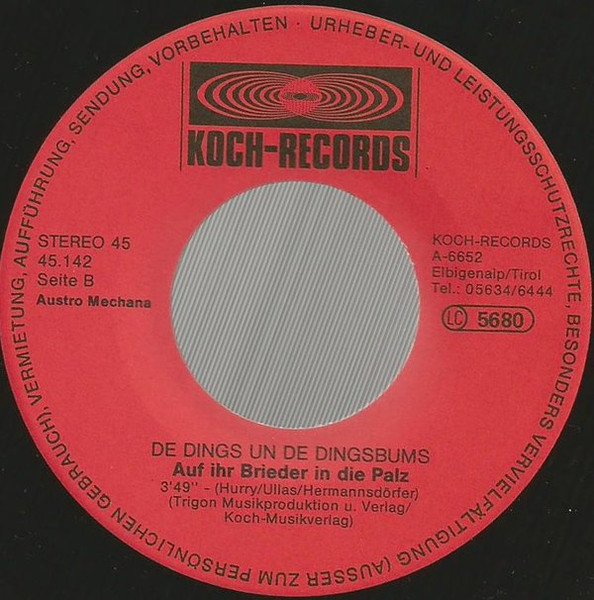 URHEBER- UND LEISTUNGSSCHUTZRECHTE, BESONDERS VERVIELFÄLTIGUNG (AUSSER ZUM PERSÖNLICHEN GEBRAUCH), VERMIETUNG, AUFFÜHRUNG, SENDUNG, VORBEHALTEN ·
KOCH-RECORDS
STEREO 45
45.142
Seite B
Austro Mechana
KOCH-RECORDS
A-6652
Elbigenalp/Tirol
Tel.: 05634/6444
LC 5680
DE DINGS UN DE DINGSBUMS
Auf ihr Brieder in die Palz
3'49" - (Hurry/Ullas/Hermannsdörfer)
(Trigon Musikproduktion u. Verlag/
Koch-Musikverlag)